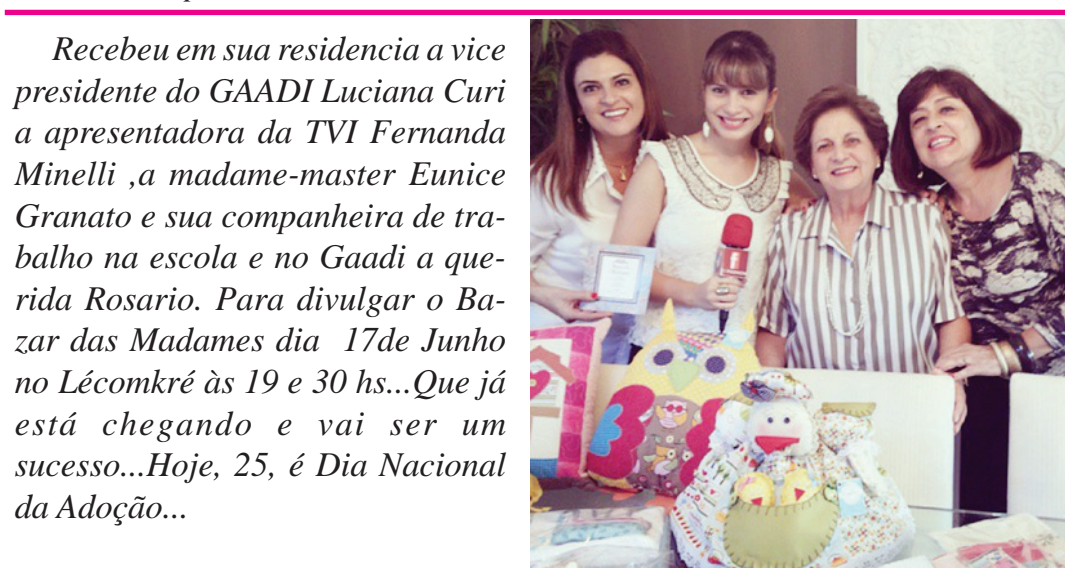 Recebeu em sua residencia a vice
presidente do GAADI Luciana Curi
a apresentadora da TVI Fernanda
Minelli ,a madame-master Eunice
Granato e sua companheira de tra-
balho na escola e no Gaadi a que-
rida Rosario. Para divulgar o Ba-
zar das Madames dia 17de Junho
no Lécomkré às 19 e 30 hs...Que já
está chegando e vai ser um
sucesso...Hoje, 25, é Dia Nacional
da Adoção...